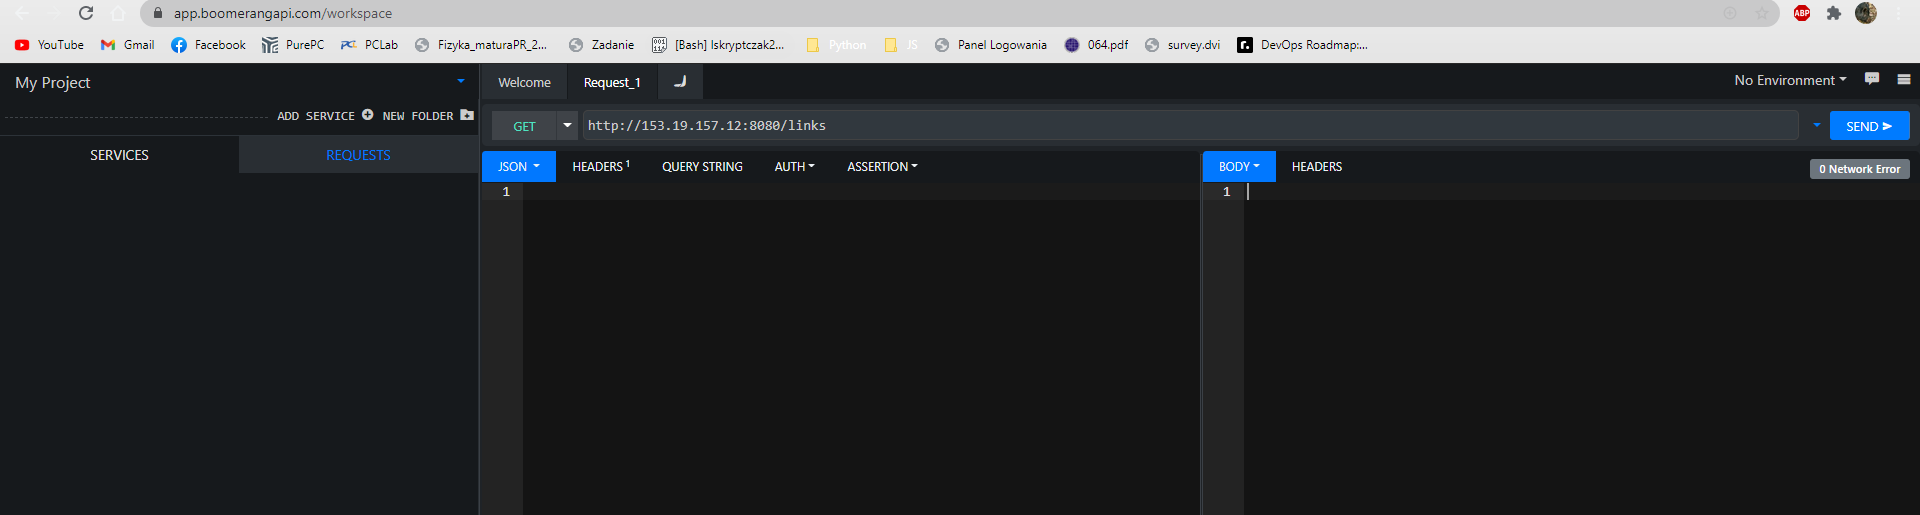 app.boomerangapi.com/workspace
ABP
YouTube Gmail Facebook PurePC PCLab Fizyka_maturaPR_2... Zadanie [Bash] Iskryptczak2... Python JS Panel Logowania 064.pdf survey.dvi DevOps Roadmap:...
My Project
Welcome Request_1 No Environment
ADD SERVICE NEW FOLDER
GET http://153.19.157.12:8080/links SEND
SERVICES REQUESTS
JSON HEADERS 1 QUERY STRING AUTH ASSERTION BODY HEADERS 0 Network Error
1 1